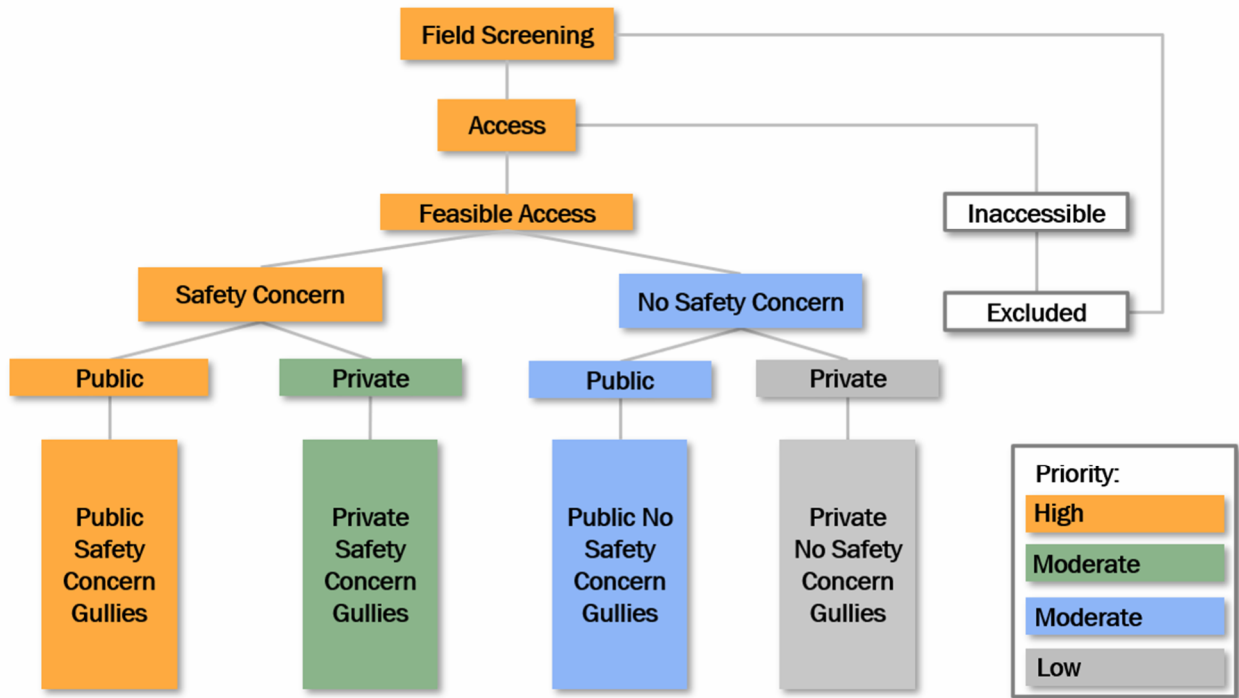 Field Screening
Access
Feasible Access
Inaccessible
Safety Concern
No Safety Concern
Excluded
Public
Private
Public
Private
Public
Safety
Concern
Gullies
Private
Safety
Concern
Gullies
Public No
Safety
Concern
Gullies
Private
No Safety
Concern
Gullies
Priority:
High
Moderate
Moderate
Low